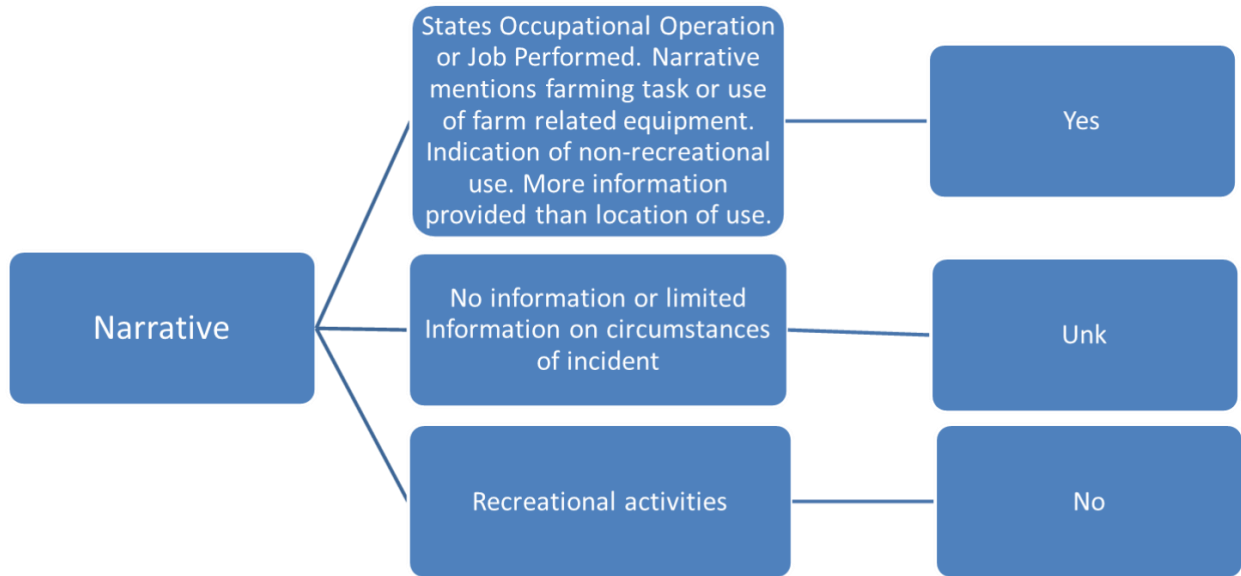 Narrative
States Occupational Operation
or Job Performed. Narrative
mentions farming task or use
of farm related equipment.
Indication of non-recreational
use. More information
provided than location of use.
Yes
No information or limited
Information on circumstances
of incident
Unk
Recreational activities
No